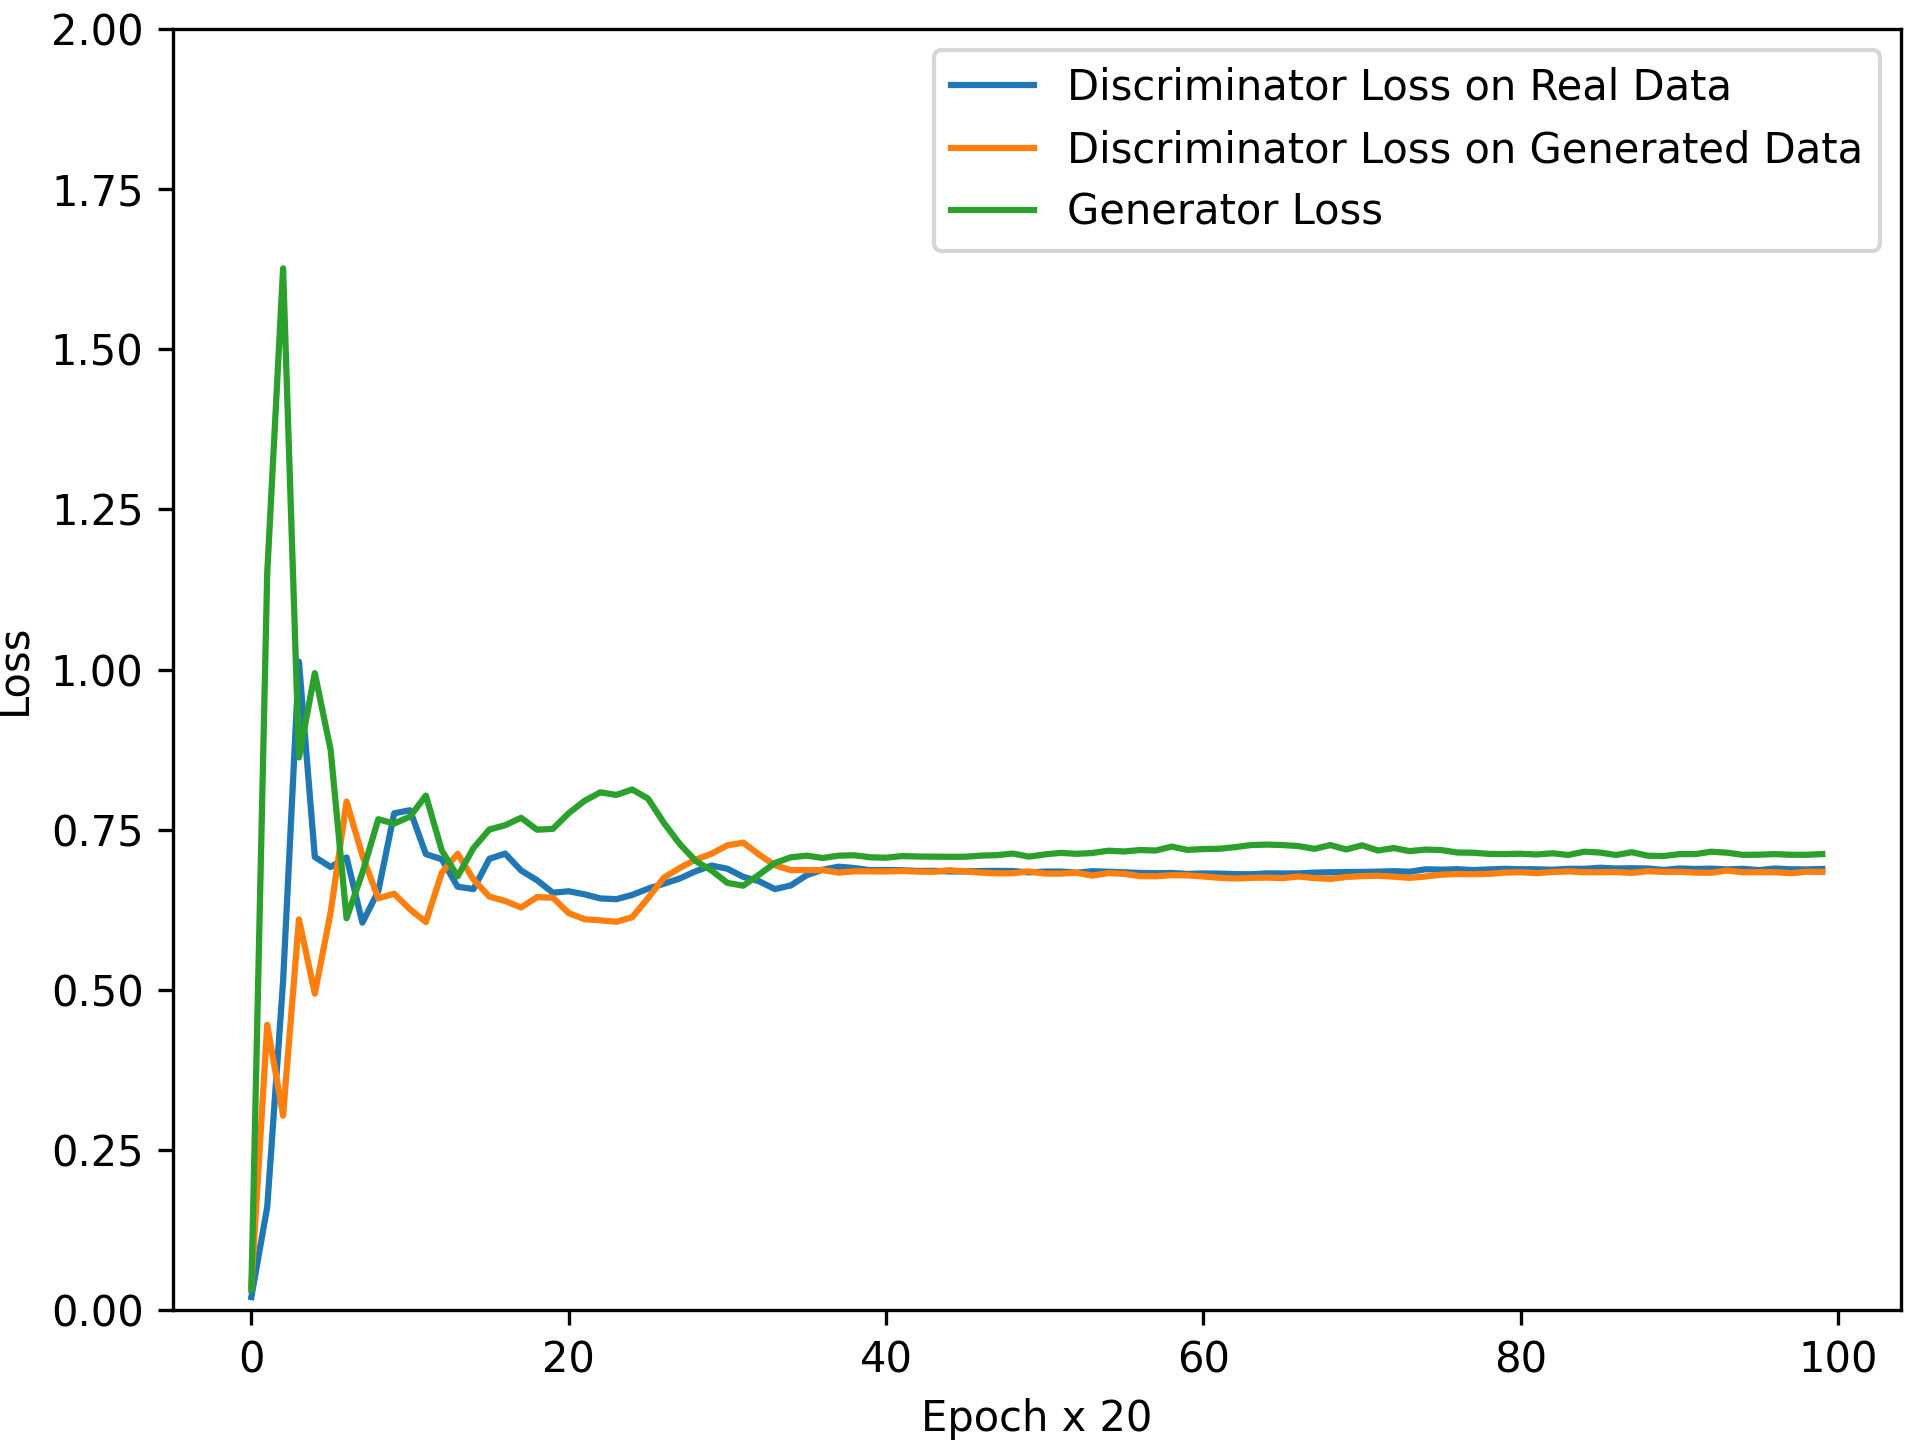 2.00
1.75
1.50
1.25
1.00
0.75
0.50
0.25
0.00
Loss
Discriminator Loss on Real Data
Discriminator Loss on Generated Data
Generator Loss
0 20 40 60 80 100
Epoch x 20